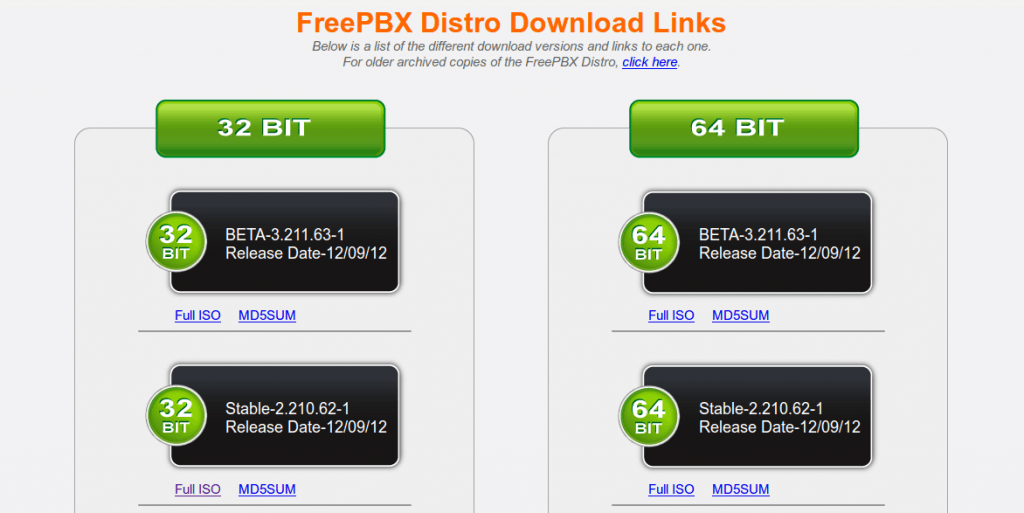 FreePBX Distro Download Links
Below is a list of the different download versions and links to each one.
For older archived copies of the FreePBX Distro, click here.
32 BIT
32
BIT
BETA-3.211.63-1
Release Date-12/09/12
Full ISO MD5SUM
32
BIT
Stable-2.210.62-1
Release Date-12/09/12
Full ISO MD5SUM
64 BIT
64
BIT
BETA-3.211.63-1
Release Date-12/09/12
Full ISO MD5SUM
64
BIT
Stable-2.210.62-1
Release Date-12/09/12
Full ISO MD5SUM